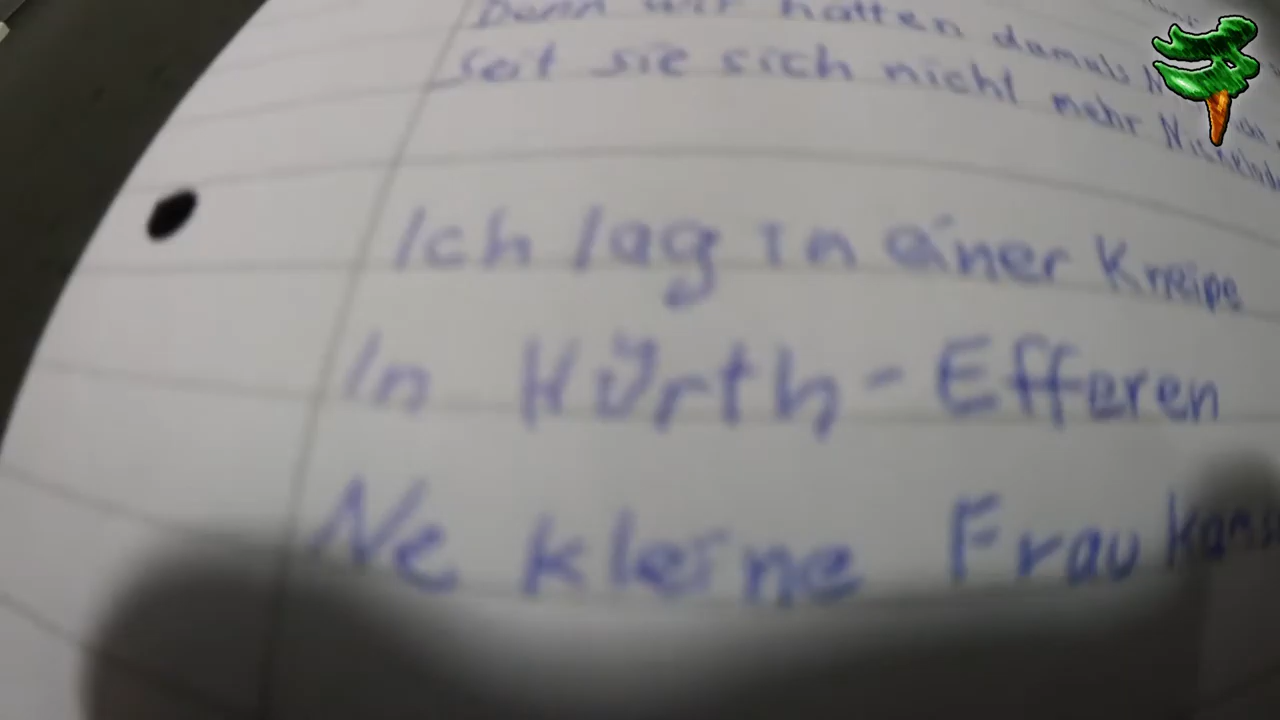 Denn wir hatten damals
seit sie sich nicht mehr
Ich lag in einer Kneipe
In Hürth-Efferen
Ne kleine Frau